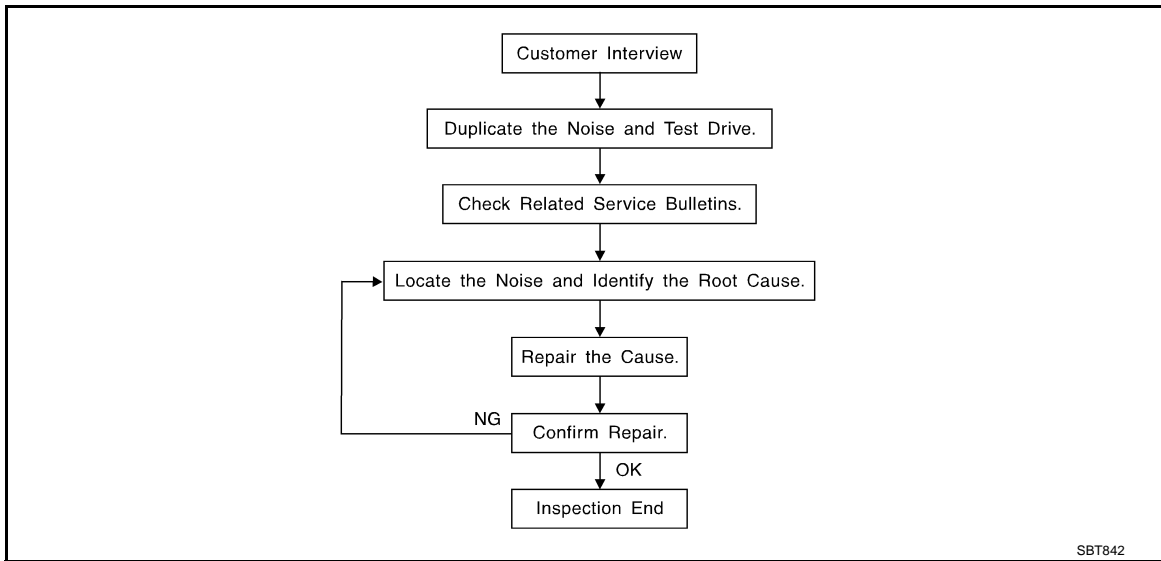 Customer Interview
Duplicate the Noise and Test Drive.
Check Related Service Bulletins.
Locate the Noise and Identify the Root Cause.
Repair the Cause.
NG
Confirm Repair.
OK
Inspection End
SBT842